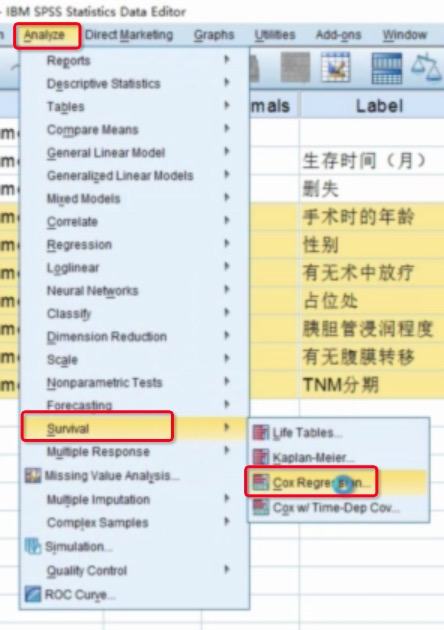 - IBM SPSS Statistics Data Editor
Analyze Direct Marketing Graphs Utilities Add-ons Window
Reports
Descriptive Statistics
Tables
mals Label
Compare Means
General Linear Model 生存时间（月）
Generalized Linear Models 删失
Mixed Models
Correlate 手术时的年龄
Regression 性别
Loglinear 有无术中放疗
Neural Networks 占位处
Classify
Dimension Reduction 胰胆管浸润程度
Scale 有无腹膜转移
Nonparametric Tests TNM分期
Forecasting
Survival Life Tables...
Multiple Response Kaplan-Meier...
Missing Value Analysis... Cox Regression...
Multiple Imputation Cox w/ Time-Dep Cov...
Complex Samples
Simulation...
Quality Control
ROC Curve...